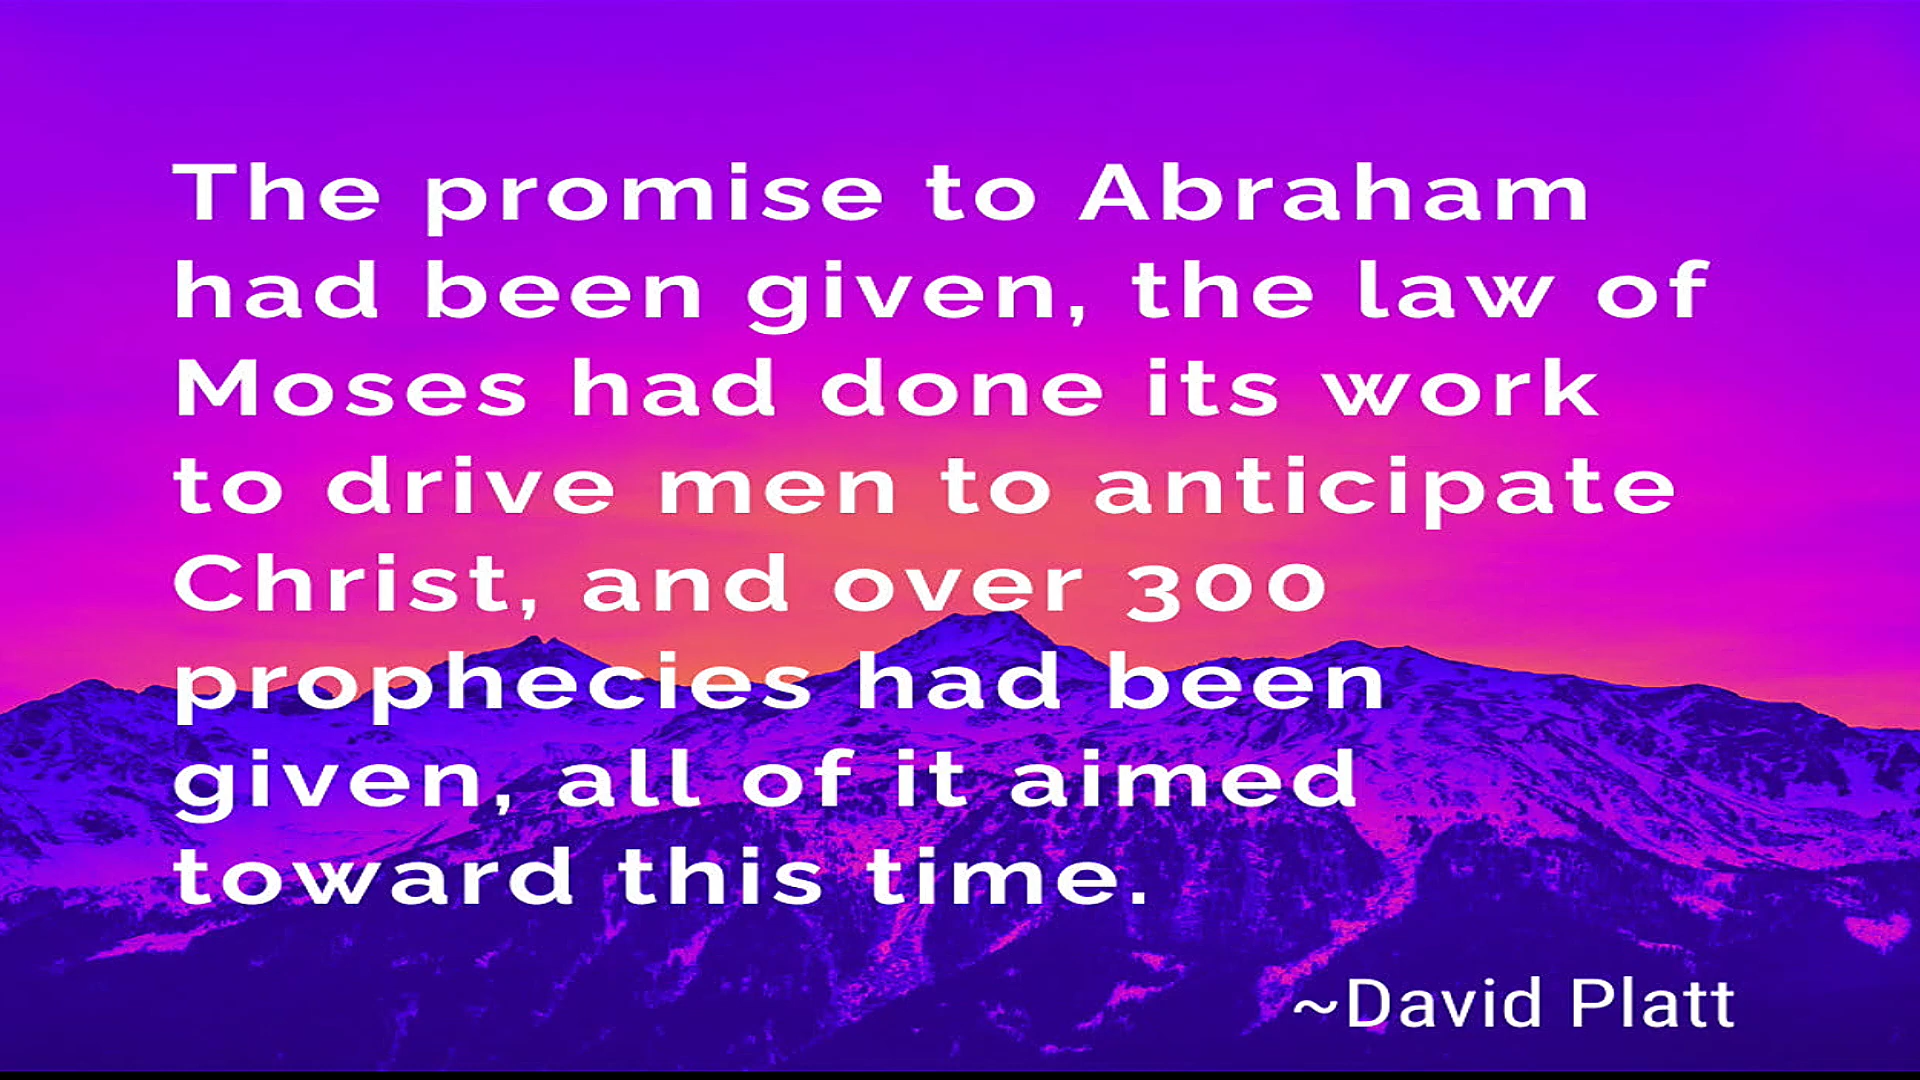 The promise to Abraham
had been given, the law of
Moses had done its work
to drive men to anticipate
Christ, and over 300
prophecies had been
given, all of it aimed
toward this time.
~David Platt